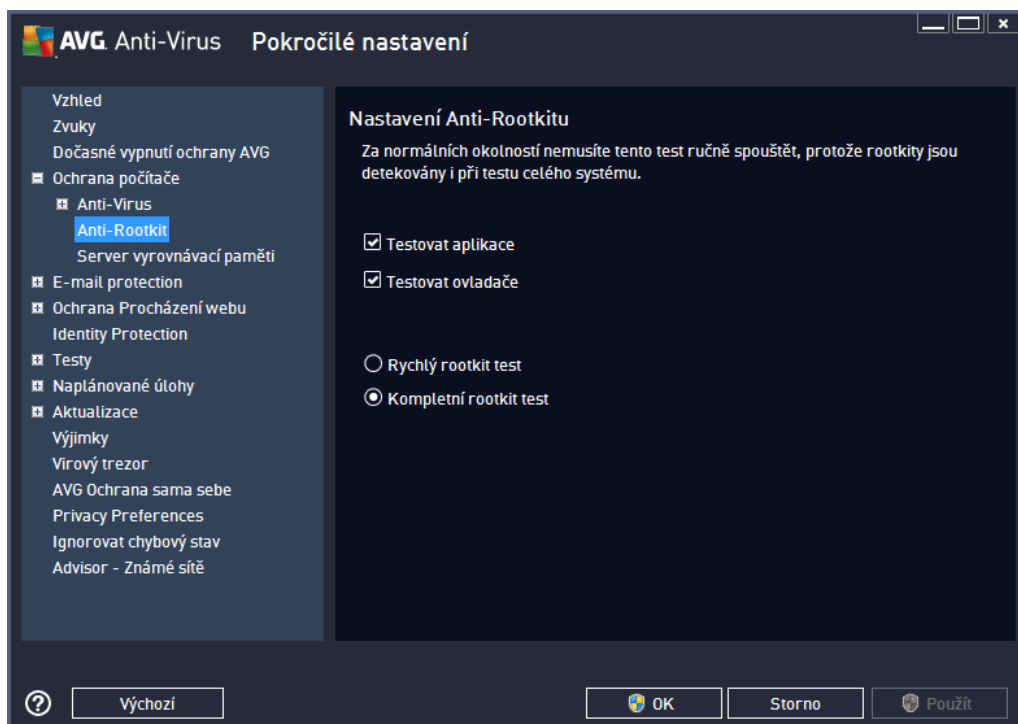 AVG. Anti-Virus Pokročilé nastavení
Vzhled
Zvuky
Dočasné vypnutí ochrany AVG
Ochrana počítače
Anti-Virus
Anti-Rootkit
Server vyrovnávací paměti
E-mail protection
Ochrana Procházení webu
Identity Protection
Testy
Naplánované úlohy
Aktualizace
Výjimky
Virový trezor
AVG Ochrana sama sebe
Privacy Preferences
Ignorovat chybový stav
Advisor - Známé sítě
Nastavení Anti-Rootkitu
Za normálních okolností nemusíte tento test ručně spouštět, protože rootkity jsou
detekovány i při testu celého systému.
Testovat aplikace
Testovat ovladače
Rychlý rootkit test
Kompletní rootkit test
Výchozí
OK
Storno
Použít